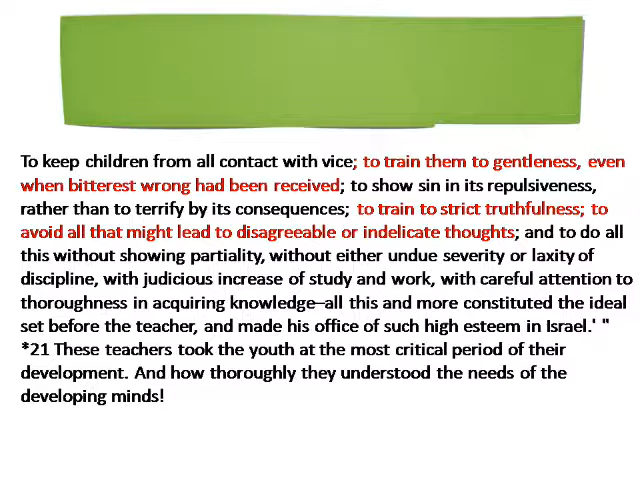 To keep children from all contact with vice; to train them to gentleness, even
when bitterest wrong had been received; to show sin in its repulsiveness,
rather than to terrify by its consequences; to train to strict truthfulness; to
avoid all that might lead to disagreeable or indelicate thoughts; and to do all
this without showing partiality, without either undue severity or laxity of
discipline, with judicious increase of study and work, with careful attention to
thoroughness in acquiring knowledge–all this and more constituted the ideal
set before the teacher, and made his office of such high esteem in Israel.' "
*21 These teachers took the youth at the most critical period of their
development. And how thoroughly they understood the needs of the
developing minds!